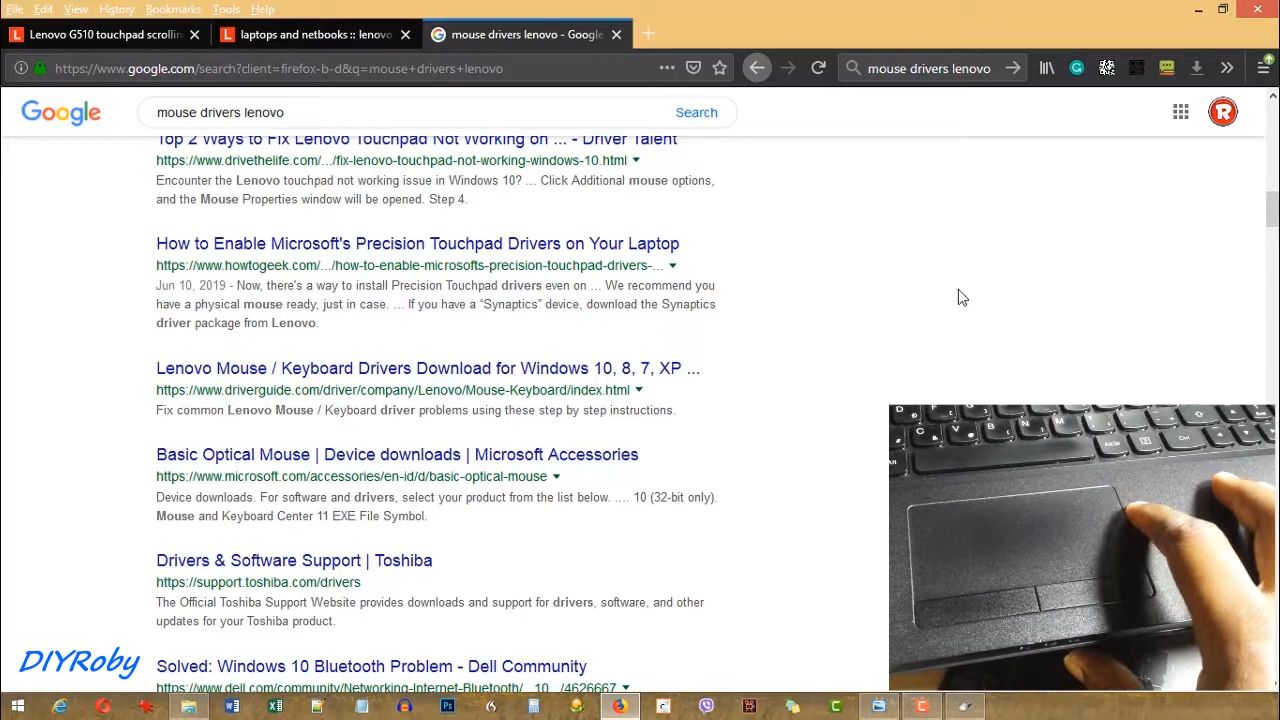 File Edit View History Bookmarks Tools Help
Lenovo G510 touchpad scrollin
laptops and netbooks :: lenovo
mouse drivers lenovo - Google
https://www.google.com/search?client=firefox-b-d&q=mouse+drivers+lenovo
mouse drivers lenovo
Google
mouse drivers lenovo
Search
R
Top 2 Ways to Fix Lenovo Touchpad Not Working on ... - Driver Talent
https://www.drivethelife.com/.../fix-lenovo-touchpad-not-working-windows-10.html
Encounter the Lenovo touchpad not working issue in Windows 10? ... Click Additional mouse options,
and the Mouse Properties window will be opened. Step 4.
How to Enable Microsoft's Precision Touchpad Drivers on Your Laptop
https://www.howtogeek.com/.../how-to-enable-microsofts-precision-touchpad-drivers-...
Jun 10, 2019 - Now, there's a way to install Precision Touchpad drivers even on ... We recommend you
have a physical mouse ready, just in case. ... If you have a “Synaptics” device, download the Synaptics
driver package from Lenovo.
Lenovo Mouse / Keyboard Drivers Download for Windows 10, 8, 7, XP ...
https://www.driverguide.com/driver/company/Lenovo/Mouse-Keyboard/index.html
Fix common Lenovo Mouse / Keyboard driver problems using these step by step instructions.
Basic Optical Mouse | Device downloads | Microsoft Accessories
https://www.microsoft.com/accessories/en-id/d/basic-optical-mouse
Device downloads. For software and drivers, select your product from the list below. .... 10 (32-bit only).
Mouse and Keyboard Center 11 EXE File Symbol.
Drivers & Software Support | Toshiba
https://support.toshiba.com/drivers
The Official Toshiba Support Website provides downloads and support for drivers, software, and other
updates for your Toshiba product.
Solved: Windows 10 Bluetooth Problem - Dell Community
https://www.dell.com/community/Networking-Internet-Bluetooth/...10.../4626667
DIYRoby
C V B N M
AltGr Ctrl